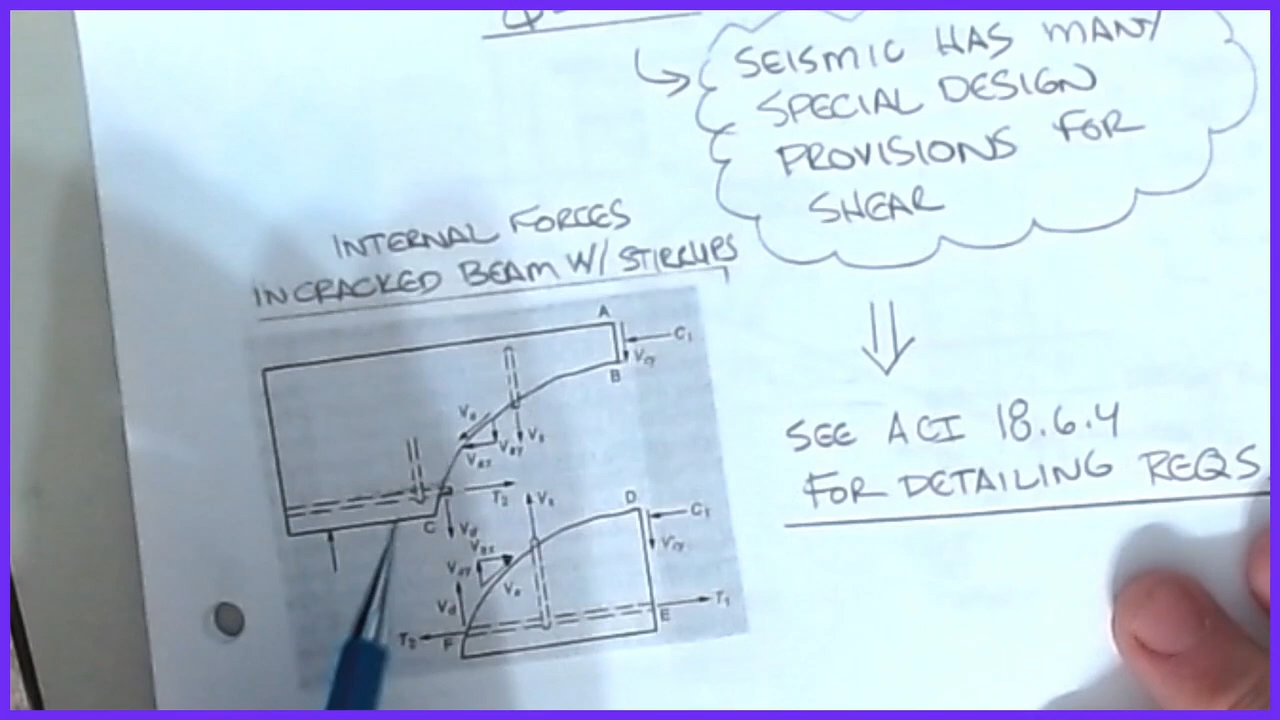 SEISMIC HAS MANY
SPECIAL DESIGN
PROVISIONS FOR
SHEAR
INTERNAL FORCES
IN CRACKED BEAM W/ STIRRUPS
SEE ACI 18.6.4
FOR DETAILING REQS
A
C₁
Vcy
B
Va
Vs
Vay
Vax
T₂
C
Vd
Vs
D
C₁
Vcy
Vax
Vay
Va
Vd
T₁
E
T₂
F